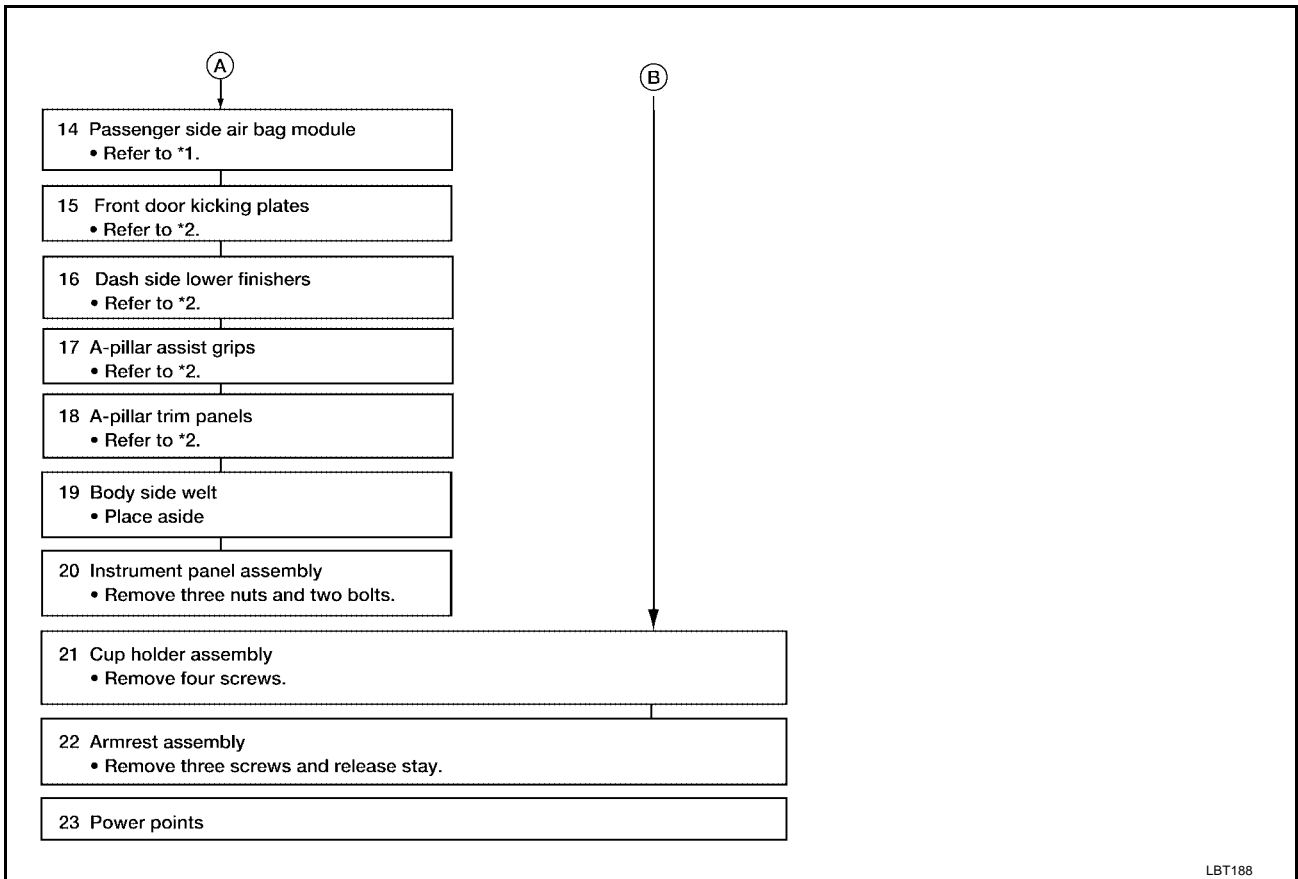 A
B
14 Passenger side air bag module
• Refer to *1.
15 Front door kicking plates
• Refer to *2.
16 Dash side lower finishers
• Refer to *2.
17 A-pillar assist grips
• Refer to *2.
18 A-pillar trim panels
• Refer to *2.
19 Body side welt
• Place aside
20 Instrument panel assembly
• Remove three nuts and two bolts.
21 Cup holder assembly
• Remove four screws.
22 Armrest assembly
• Remove three screws and release stay.
23 Power points
LBT188